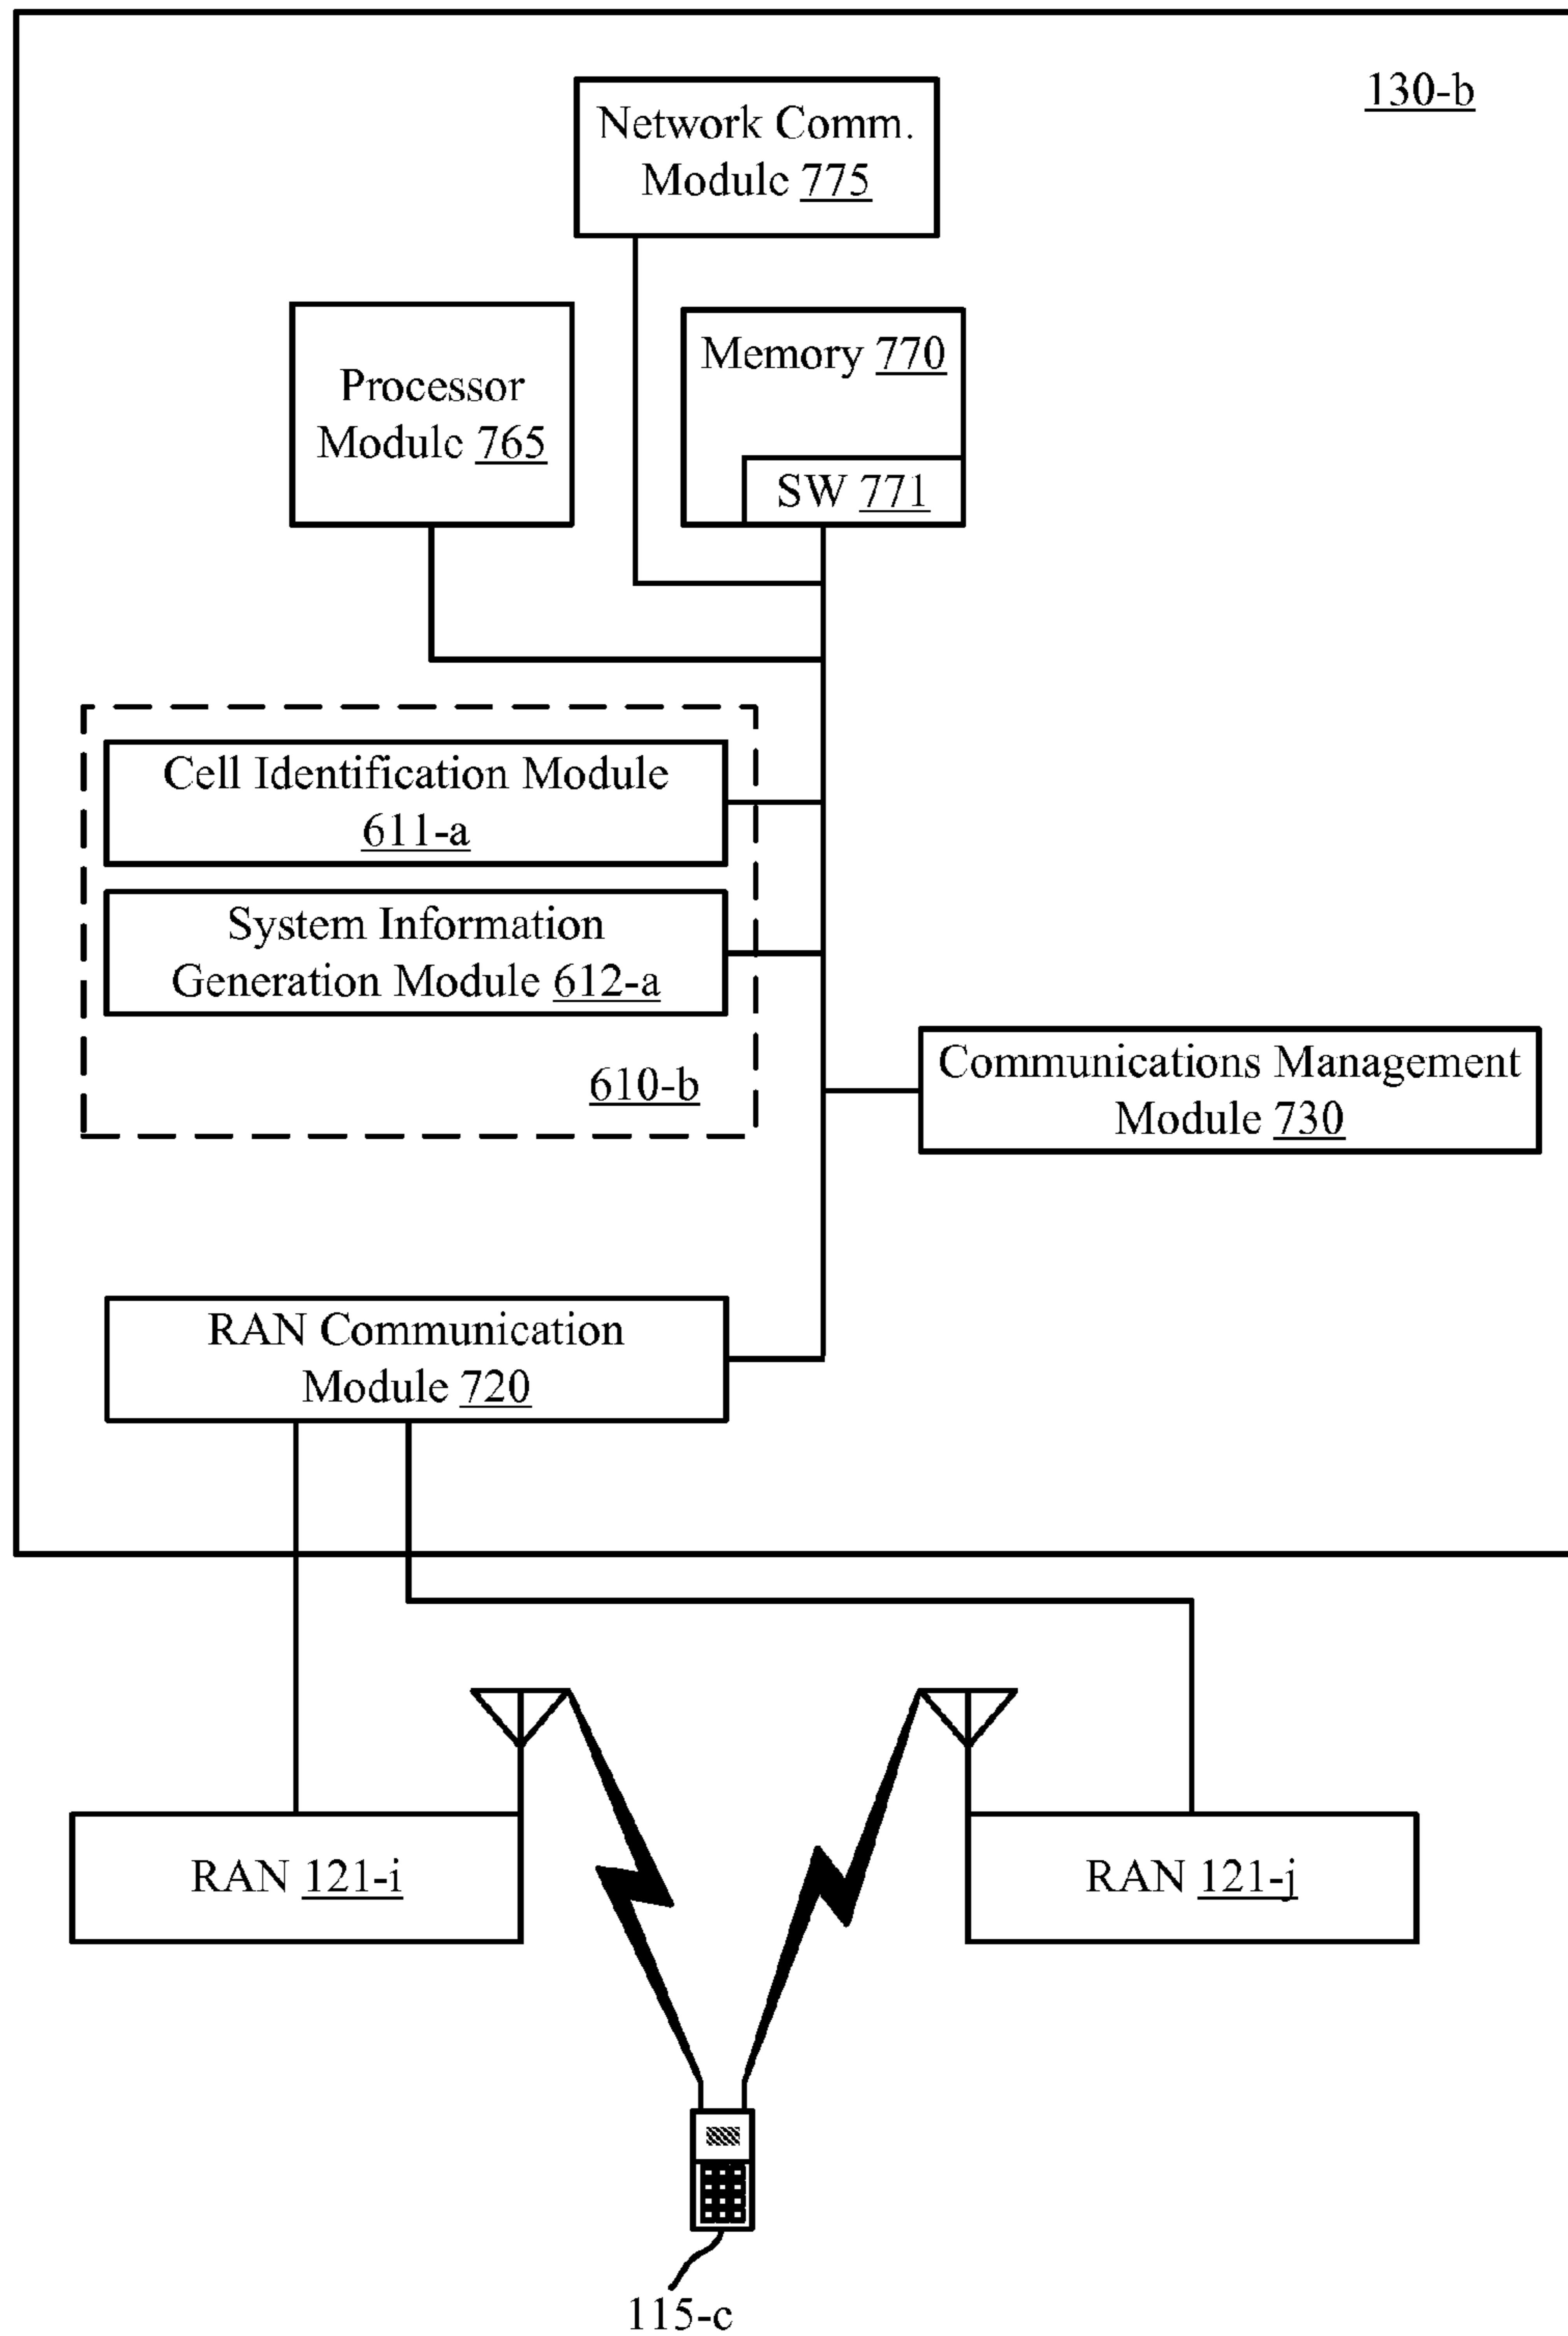 130-b
Network Comm.
Module 775
Processor
Module 765
Memory 770
SW 771
Cell Identification Module
611-a
System Information
Generation Module 612-a
610-b
Communications Management
Module 730
RAN Communication
Module 720
RAN 121-i
RAN 121-j
115-c